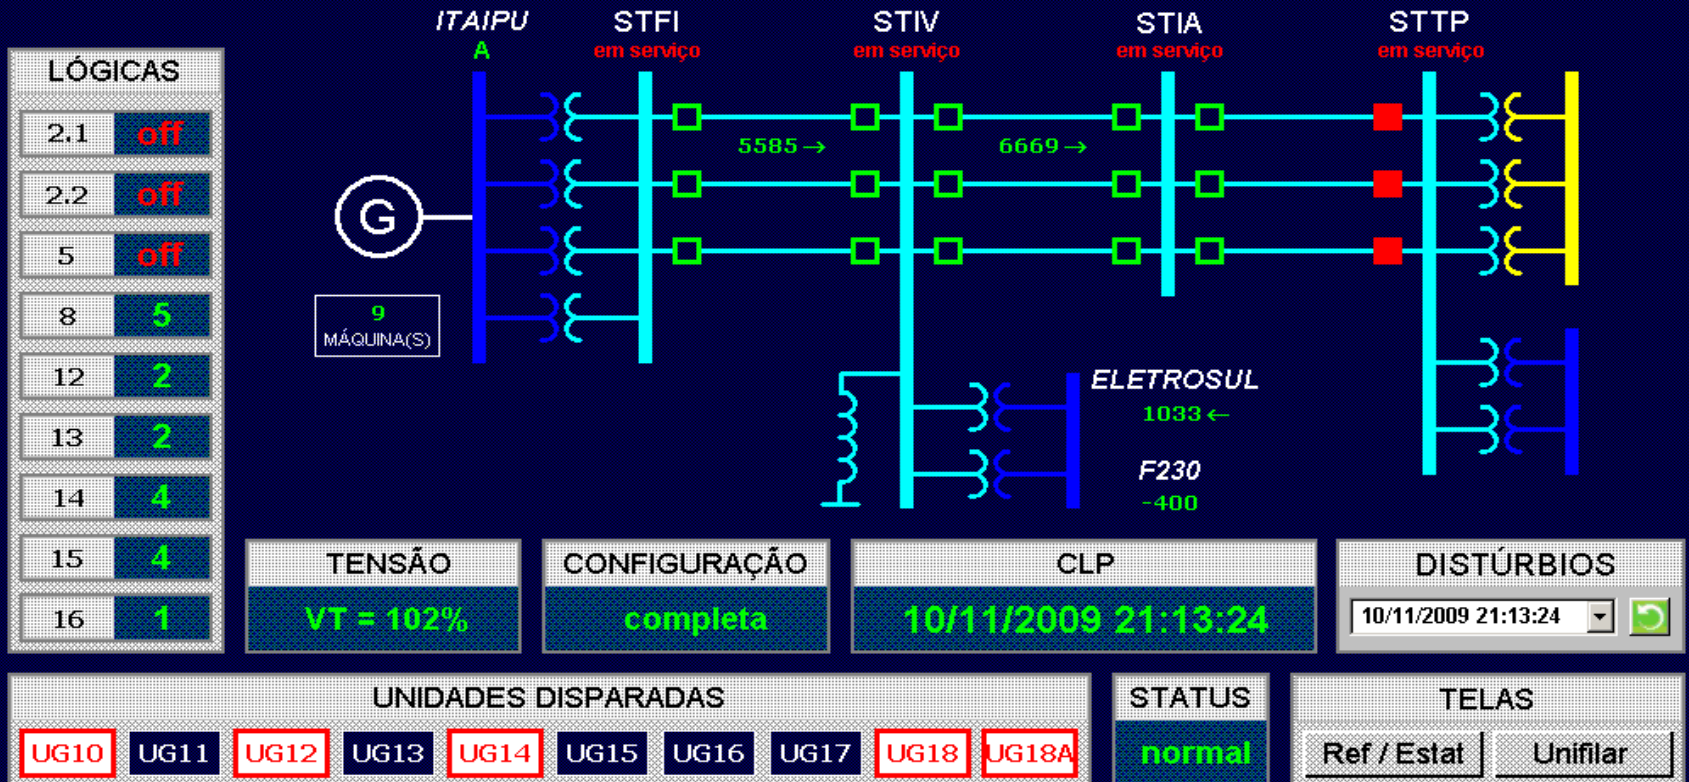 ITAIPU STFI STIV STIA STTP
A em serviço em serviço em serviço em serviço
LÓGICAS
2.1 off
2.2 off
5 off
8 5
12 2
13 2
14 4
15 4
16 1
5585→ 6669→
G
9
MÁQUINA(S)
ELETROSUL
1033←
F230
-400
TENSÃO
VT = 102%
CONFIGURAÇÃO
completa
CLP
10/11/2009 21:13:24
DISTÚRBIOS
10/11/2009 21:13:24
UNIDADES DISPARADAS
UG10 UG11 UG12 UG13 UG14 UG15 UG16 UG17 UG18 UG18A
STATUS
normal
TELAS
Ref / Estat Unifilar